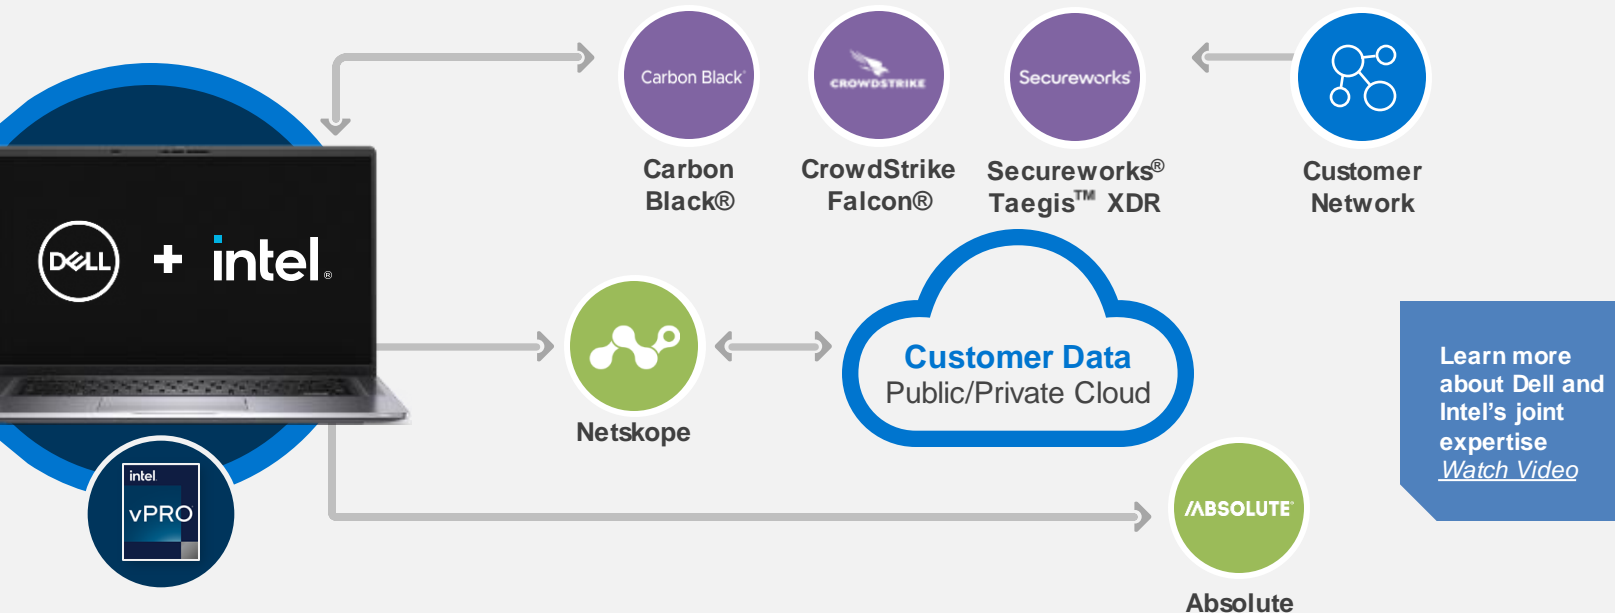 Carbon Black
CROWDSTRIKE
Secureworks
Carbon
Black®
CrowdStrike
Falcon®
Secureworks®
Taegis™ XDR
Customer
Network
DELL + intel®
Netskope
Customer Data
Public/Private Cloud
Learn more
about Dell and
Intel's joint
expertise
Watch Video
intel
vPRO
ABSOLUTE
Absolute